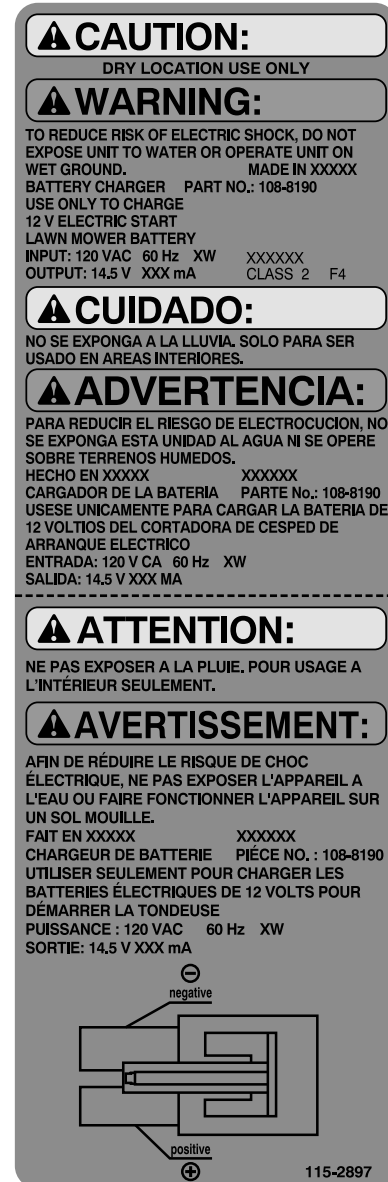 ⚠ CAUTION:
DRY LOCATION USE ONLY
⚠ WARNING:
TO REDUCE RISK OF ELECTRIC SHOCK, DO NOT
EXPOSE UNIT TO WATER OR OPERATE UNIT ON
WET GROUND. MADE IN XXXXX
BATTERY CHARGER PART NO.: 108-8190
USE ONLY TO CHARGE
12 V ELECTRIC START
LAWN MOWER BATTERY
INPUT: 120 VAC 60 Hz XW XXXXXX
OUTPUT: 14.5 V XXX mA CLASS 2 F4
⚠ CUIDADO:
NO SE EXPONGA A LA LLUVIA. SOLO PARA SER
USADO EN AREAS INTERIORES.
⚠ ADVERTENCIA:
PARA REDUCIR EL RIESGO DE ELECTROCUCION, NO
SE EXPONGA ESTA UNIDAD AL AGUA NI SE OPERE
SOBRE TERRENOS HUMEDOS.
HECHO EN XXXXX XXXXXX
CARGADOR DE LA BATERIA PARTE No.: 108-8190
USESE UNICAMENTE PARA CARGAR LA BATERIA DE
12 VOLTIOS DEL CORTADORA DE CESPED DE
ARRANQUE ELECTRICO
ENTRADA: 120 V CA 60 Hz XW
SALIDA: 14.5 V XXX MA
⚠ ATTENTION:
NE PAS EXPOSER A LA PLUIE. POUR USAGE A
L'INTÉRIEUR SEULEMENT.
⚠ AVERTISSEMENT:
AFIN DE RÉDUIRE LE RISQUE DE CHOC
ÉLECTRIQUE, NE PAS EXPOSER L'APPAREIL A
L'EAU OU FAIRE FONCTIONNER L'APPAREIL SUR
UN SOL MOUILLE.
FAIT EN XXXXX XXXXXX
CHARGEUR DE BATTERIE PIÉCE NO. : 108-8190
UTILISER SEULEMENT POUR CHARGER LES
BATTERIES ÉLECTRIQUES DE 12 VOLTS POUR
DÉMARRER LA TONDEUSE
PUISSANCE : 120 VAC 60 Hz XW
SORTIE: 14.5 V XXX mA
⊖
negative
positive
⊕
115-2897